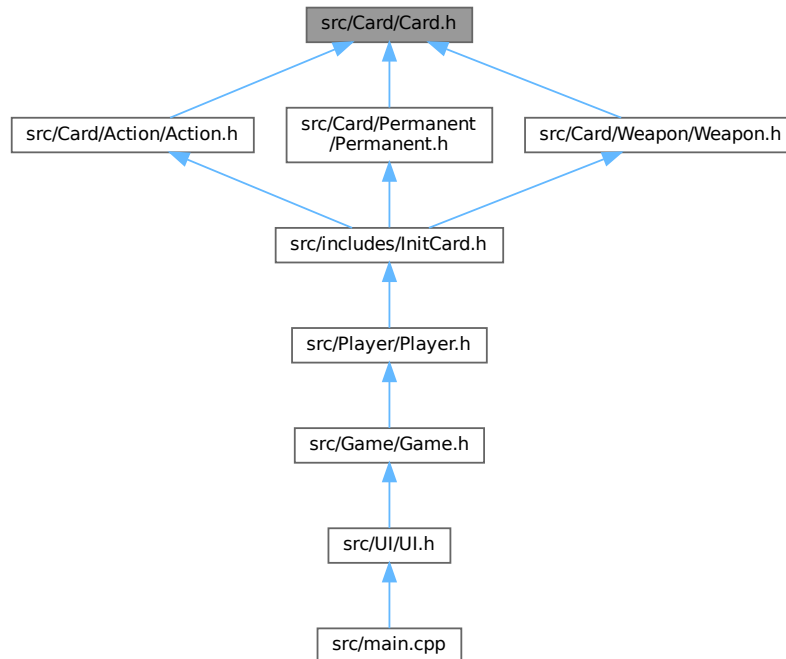 src/Card/Card.h
src/Card/Action/Action.h
src/Card/Permanent
/Permanent.h
src/Card/Weapon/Weapon.h
src/includes/InitCard.h
src/Player/Player.h
src/Game/Game.h
src/UI/UI.h
src/main.cpp